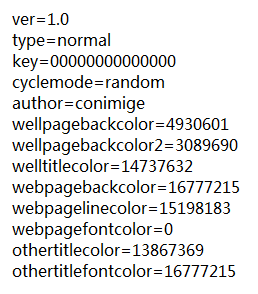 ver=1.0
type=normal
key=00000000000000
cyclemode=random
author=conimige
wellpagebackcolor=4930601
wellpagebackcolor2=3089690
welltitlecolor=14737632
webpagebackcolor=16777215
webpagelinecolor=15198183
webpagefontcolor=0
othertitlecolor=13867369
othertitlefontcolor=16777215